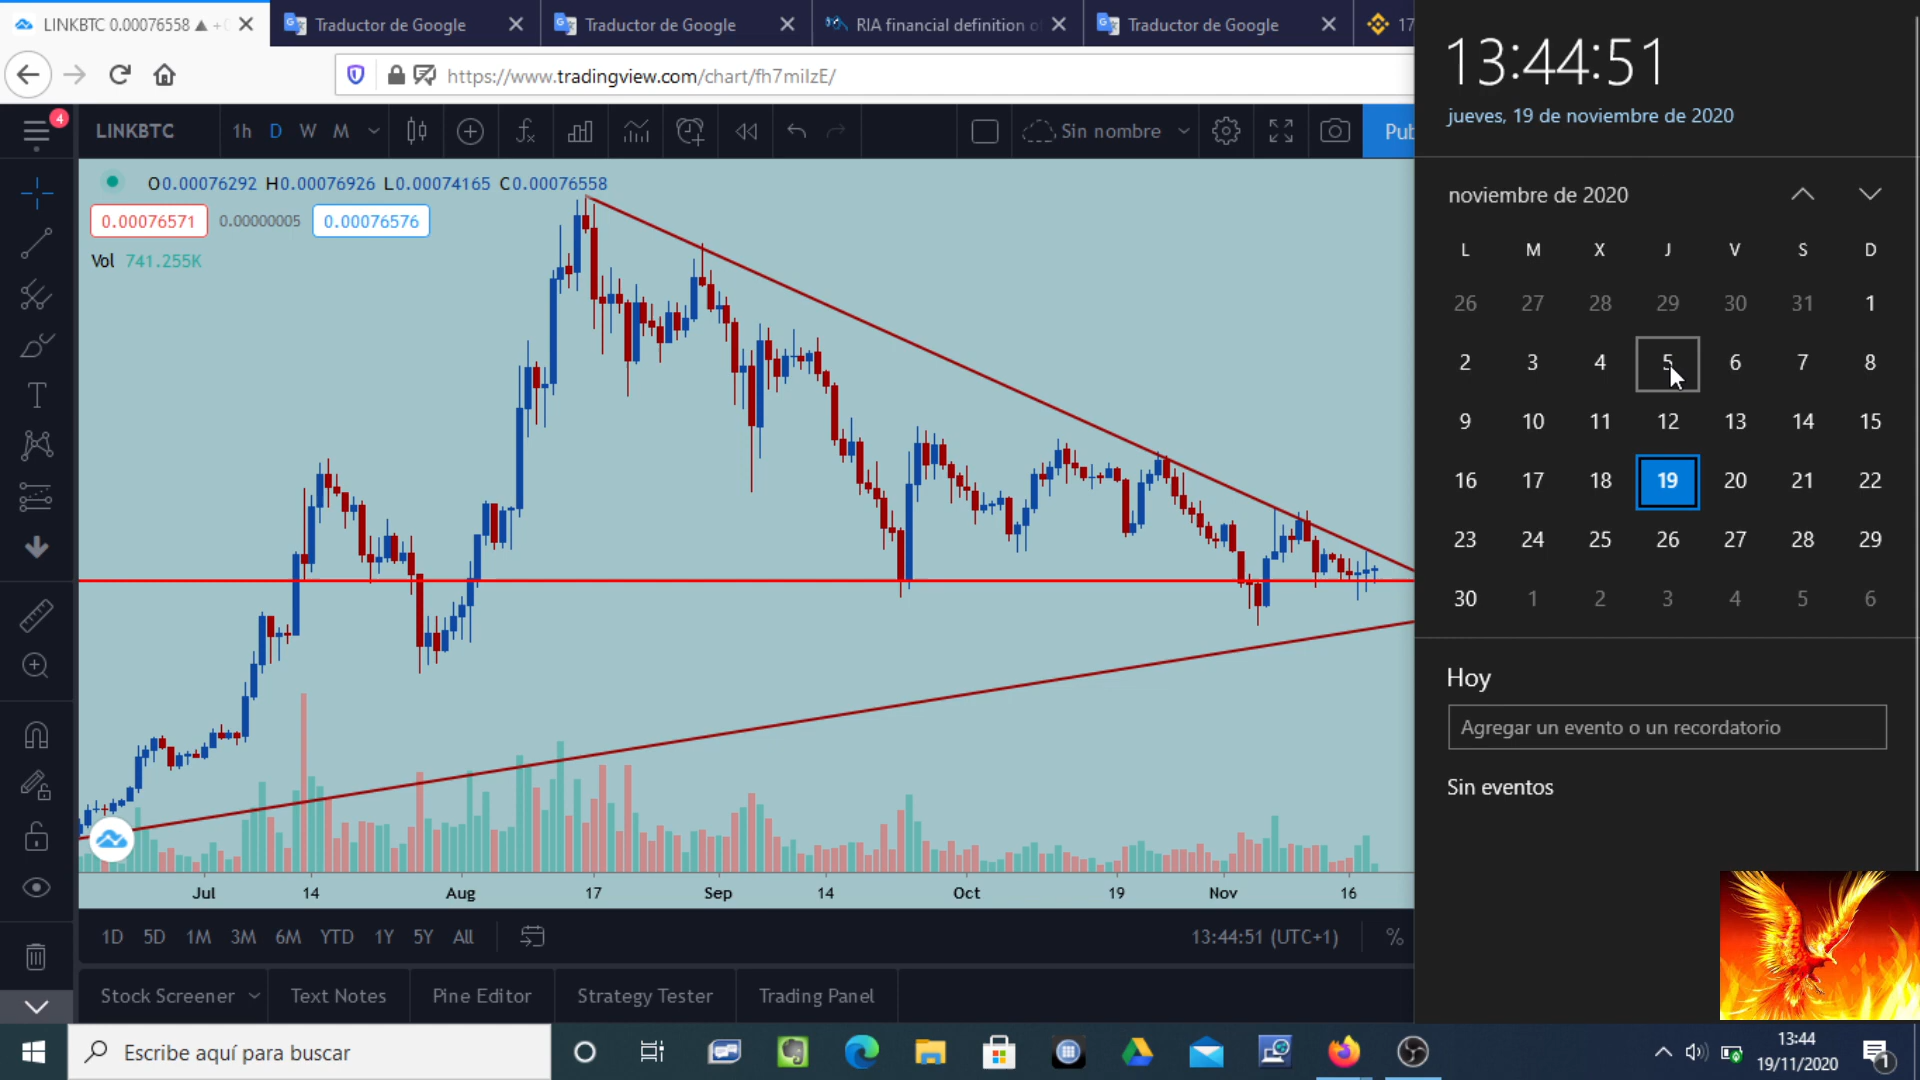 LINKBTC 0.00076558 ▲ +
Traductor de Google
Traductor de Google
RIA financial definition o
Traductor de Google
17
https://www.tradingview.com/chart/fh7miIzE/
4
LINKBTC
1h D W M
Sin nombre
Pub
O0.00076292 H0.00076926 L0.00074165 C0.00076558
0.00076571 0.00000005 0.00076576
Vol 741.255K
Jul 14 Aug 17 Sep 14 Oct 19 Nov 16
1D 5D 1M 3M 6M YTD 1Y 5Y All
13:44:51 (UTC+1) %
Stock Screener Text Notes Pine Editor Strategy Tester Trading Panel
13:44:51
jueves, 19 de noviembre de 2020
noviembre de 2020
L M X J V S D
26 27 28 29 30 31 1
2 3 4 5 6 7 8
9 10 11 12 13 14 15
16 17 18 19 20 21 22
23 24 25 26 27 28 29
30 1 2 3 4 5 6
Hoy
Agregar un evento o un recordatorio
Sin eventos
Escribe aquí para buscar
13:44
19/11/2020
1